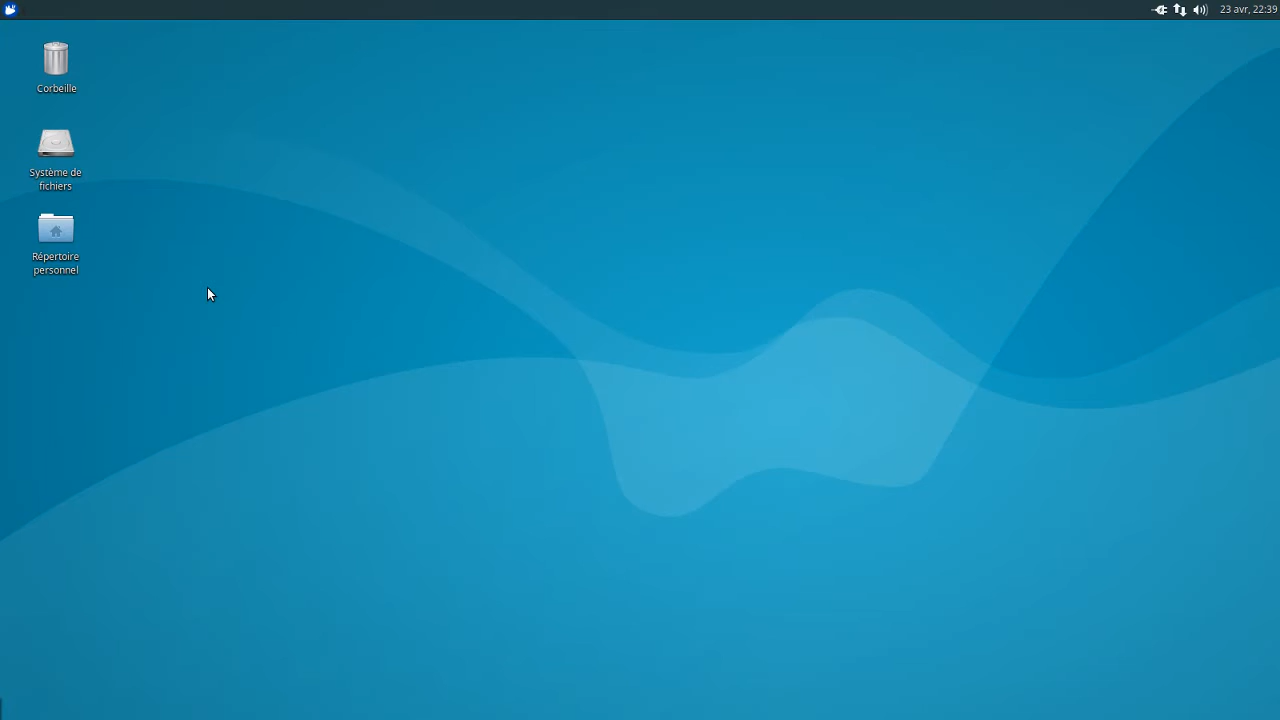 23 avr, 22:39
Corbeille
Système de
fichiers
Répertoire
personnel